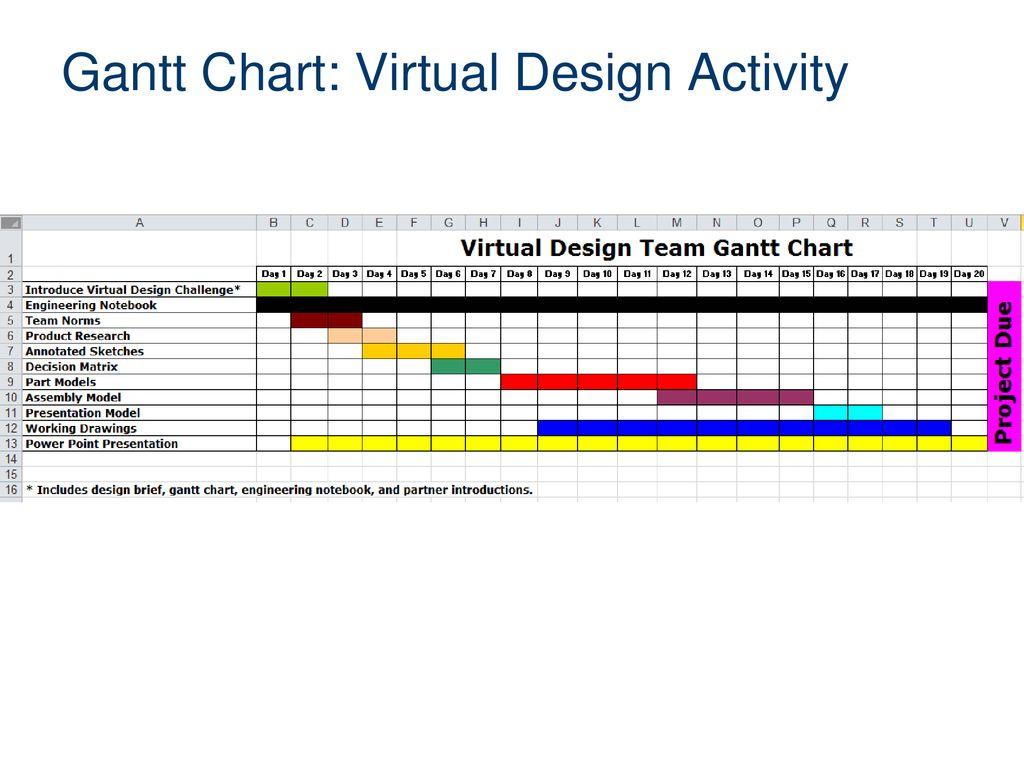 Gantt Chart: Virtual Design Activity
A B C D E F G H I J K L M N O P Q R S T U V
1 Virtual Design Team Gantt Chart
2 Day 1 Day 2 Day 3 Day 4 Day 5 Day 6 Day 7 Day 8 Day 9 Day 10 Day 11 Day 12 Day 13 Day 14 Day 15 Day 16 Day 17 Day 18 Day 19 Day 20
3 Introduce Virtual Design Challenge*
4 Engineering Notebook
5 Team Norms
6 Product Research
7 Annotated Sketches
8 Decision Matrix
9 Part Models
10 Assembly Model
11 Presentation Model
12 Working Drawings
13 Power Point Presentation
Project Due
14
15
16 * Includes design brief, gantt chart, engineering notebook, and partner introductions.